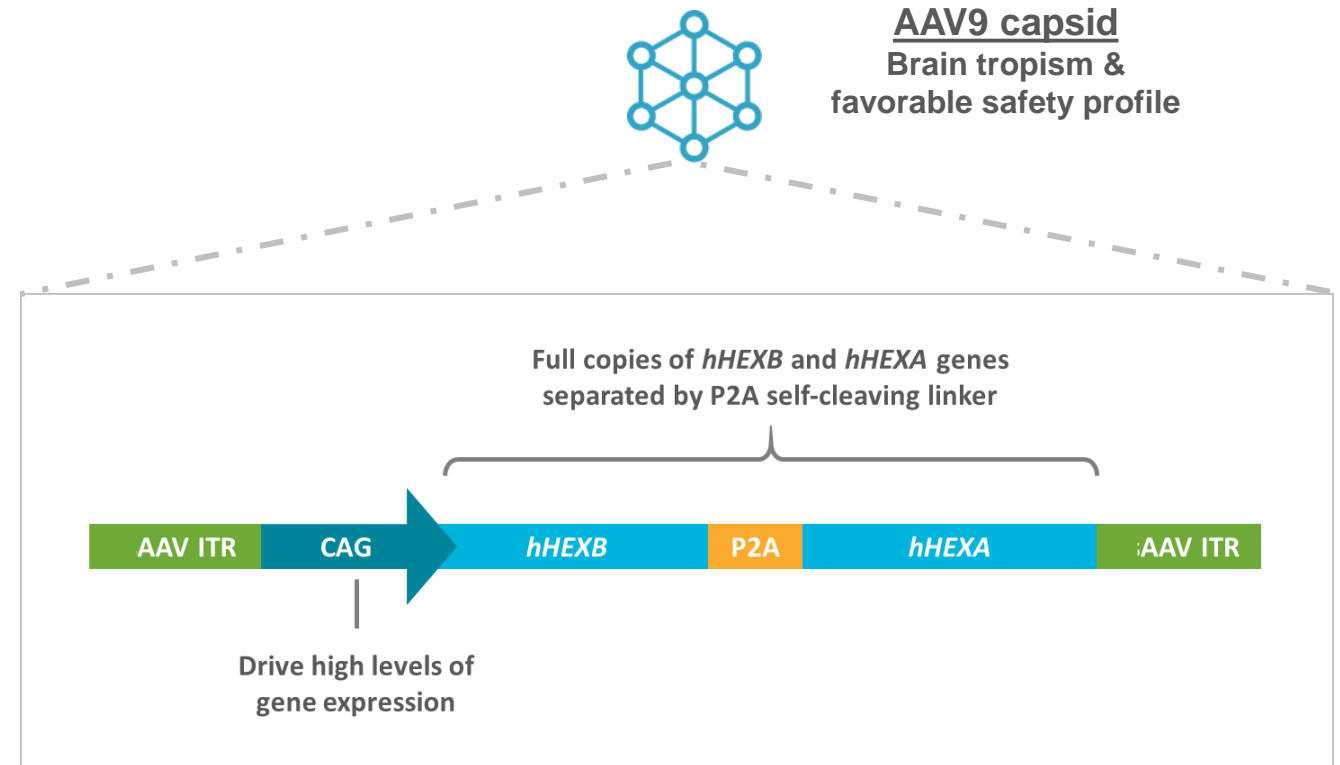 AAV9 capsid
Brain tropism &
favorable safety profile
Full copies of hHEXB and hHEXA genes
separated by P2A self-cleaving linker
AAV ITR CAG hHEXB P2A hHEXA AAV ITR
Drive high levels of
gene expression